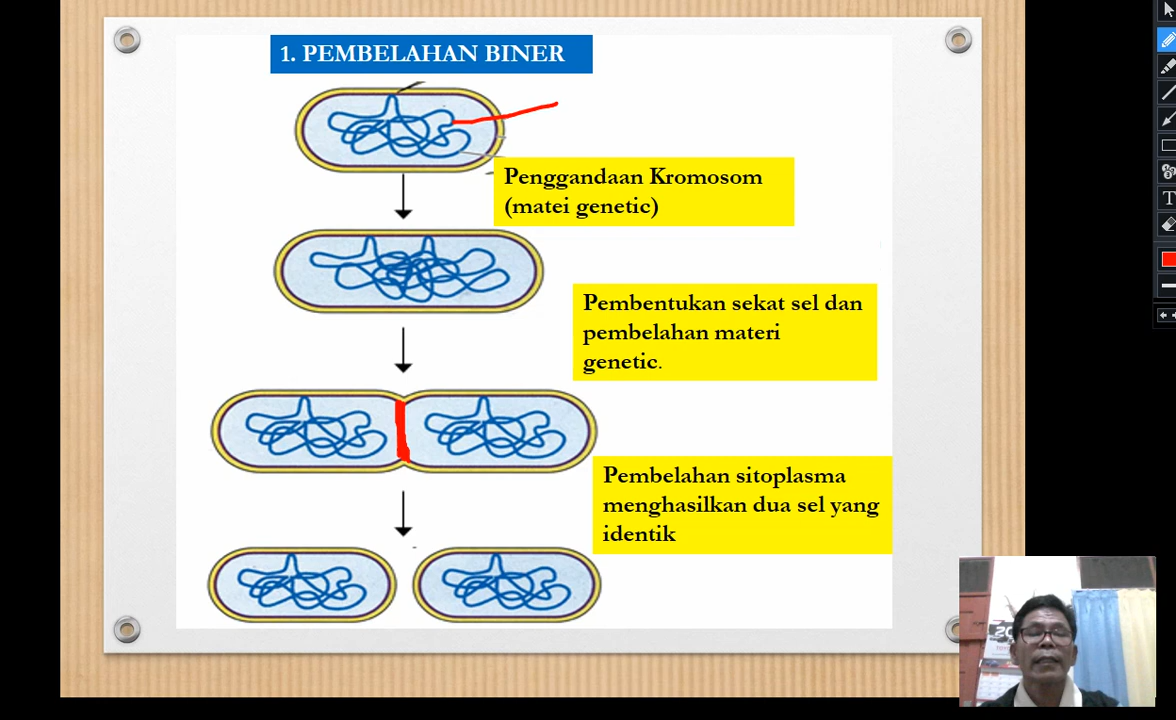 1. PEMBELAHAN BINER
Penggandaan Kromosom
(matei genetic)
Pembentukan sekat sel dan
pembelahan materi
genetic.
Pembelahan sitoplasma
menghasilkan dua sel yang
identik